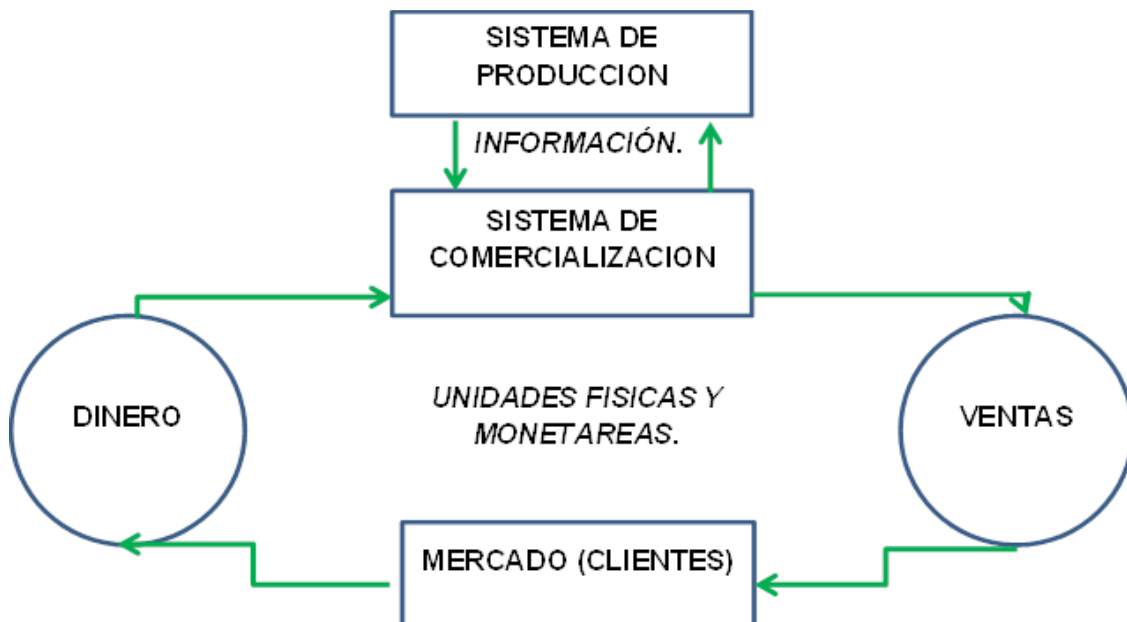 SISTEMA DE
PRODUCCION
INFORMACIÓN.
SISTEMA DE
COMERCIALIZACION
DINERO
UNIDADES FISICAS Y
MONETAREAS.
VENTAS
MERCADO (CLIENTES)